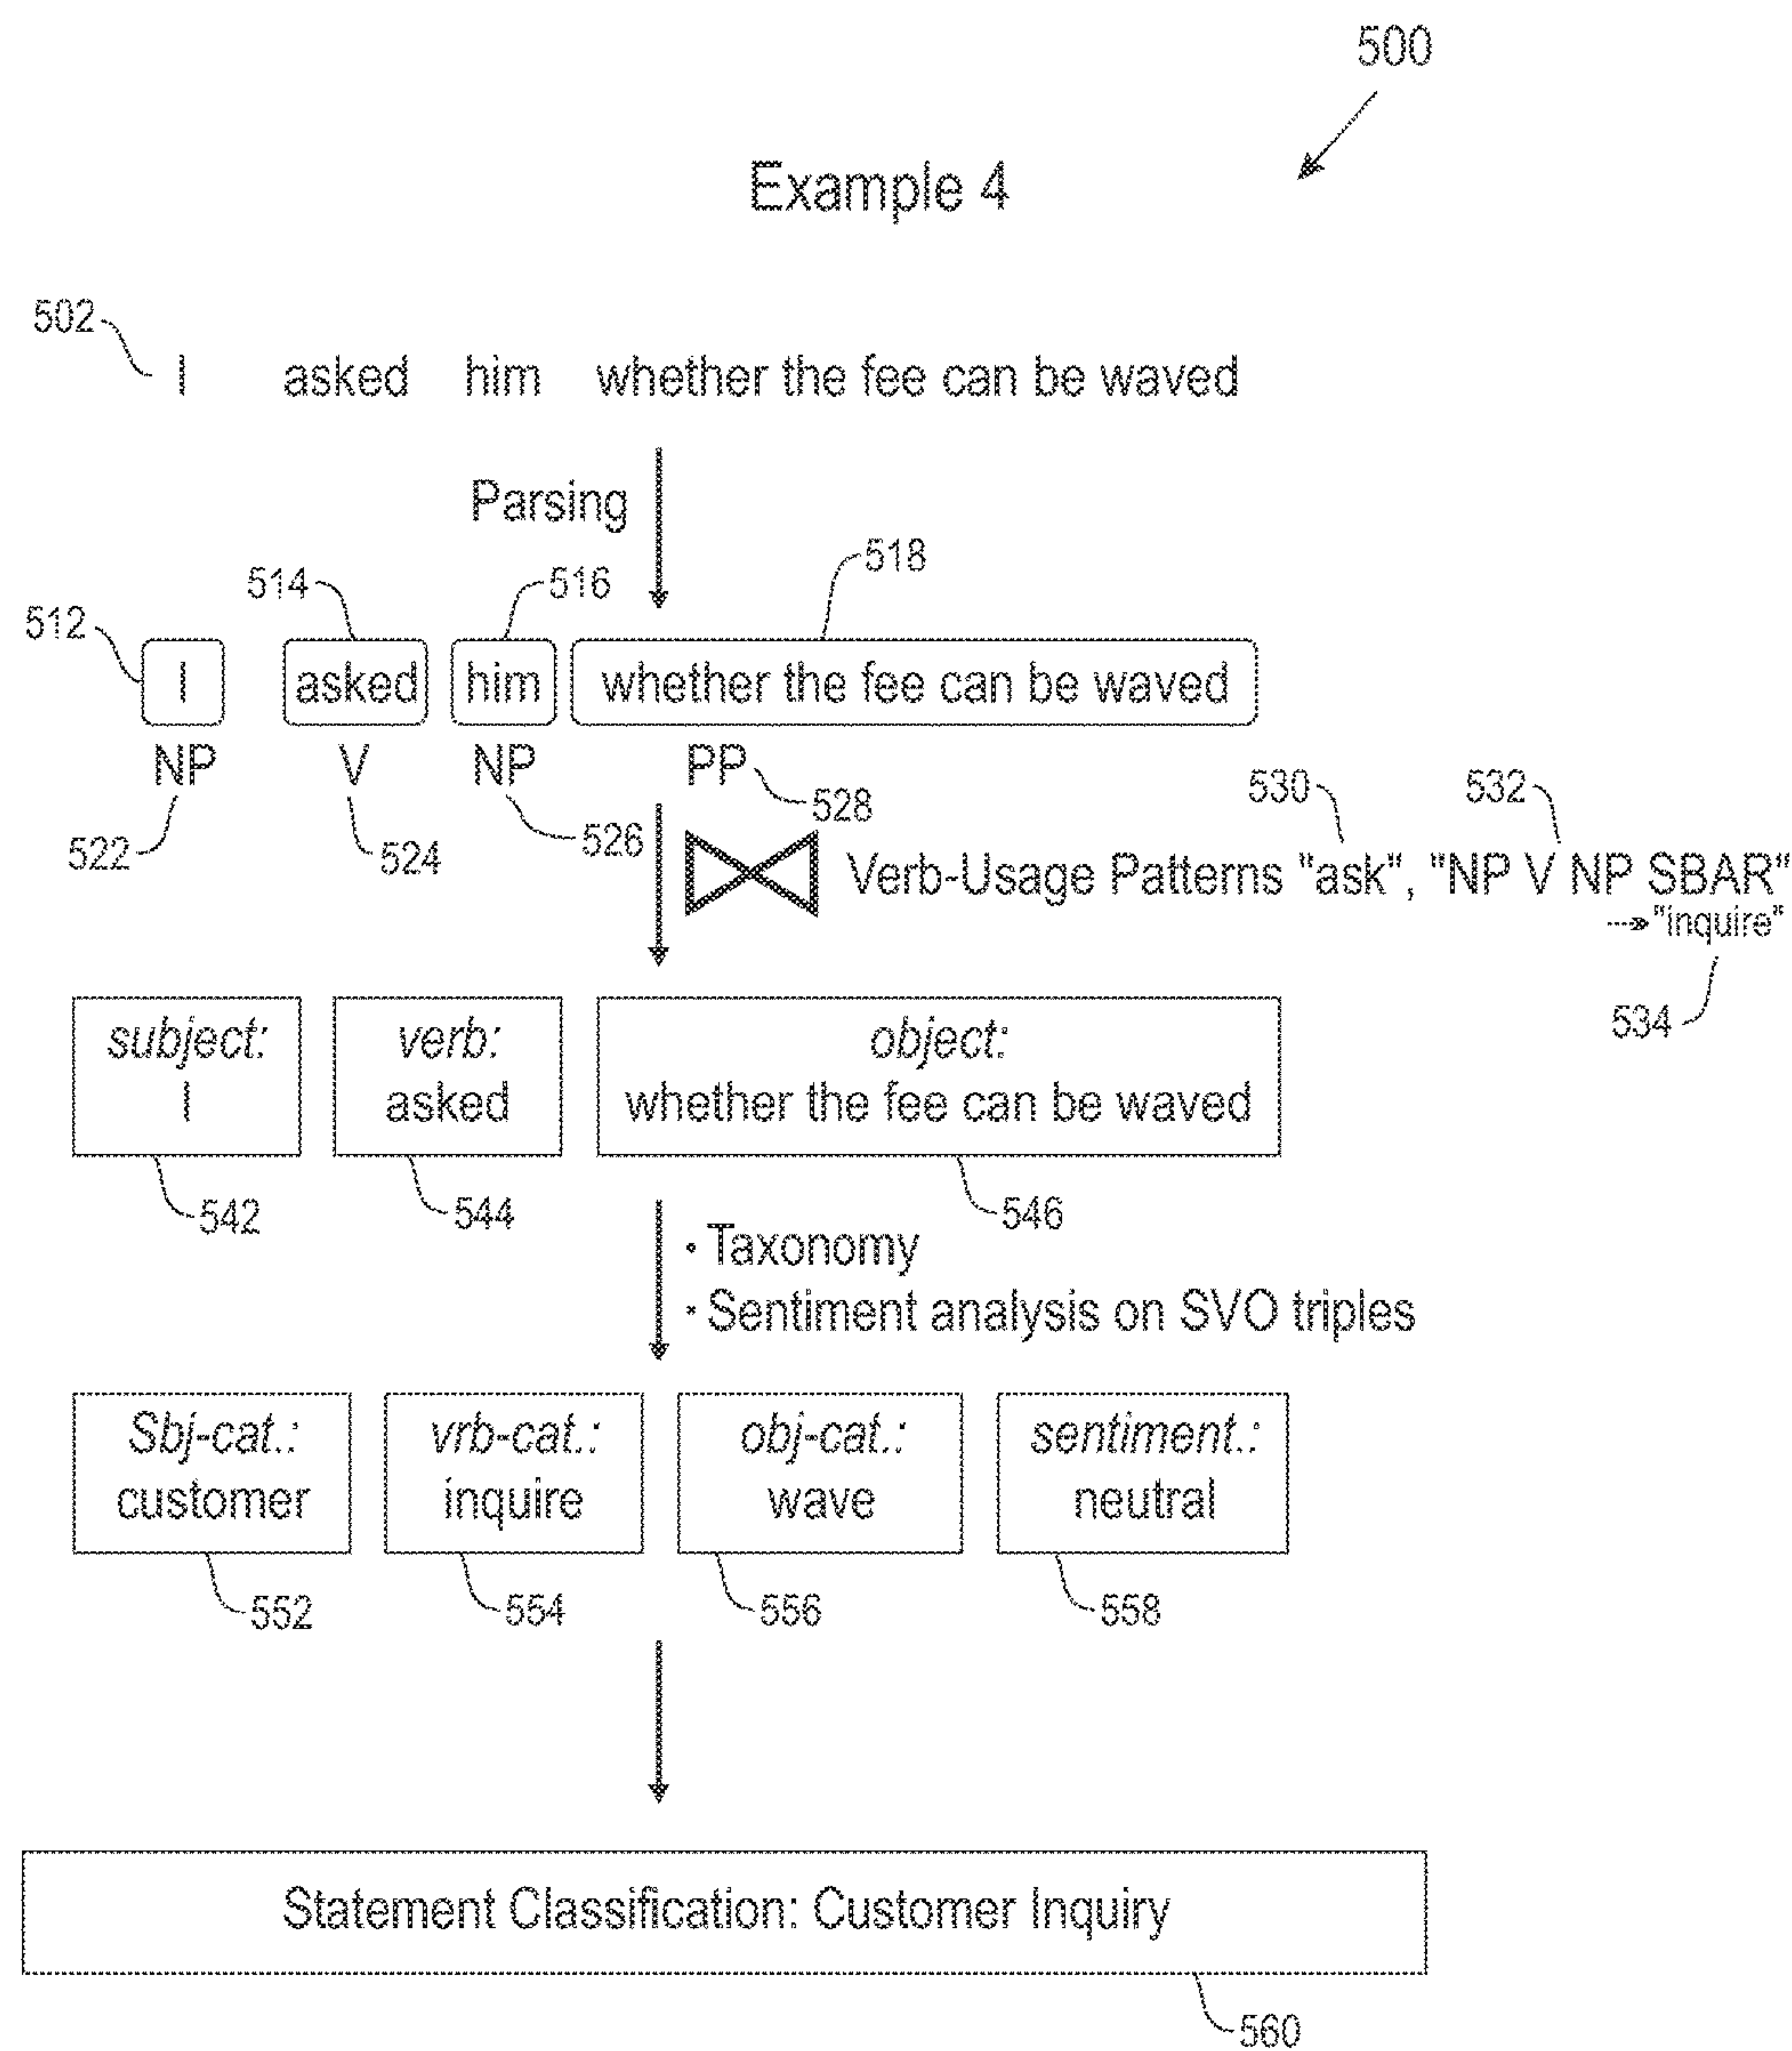 500
Example 4
502
I asked him whether the fee can be waved
Parsing
518
514 516
512
I asked him whether the fee can be waved
NP V NP PP
528 530 532
522 524 526
Verb-Usage Patterns "ask", "NP V NP SBAR"
"inquire"
534
subject: verb: object:
I asked whether the fee can be waved
542 544 546
• Taxonomy
• Sentiment analysis on SVO triples
Sbj-cat.: vrb-cat.: obj-cat.: sentiment.:
customer inquire wave neutral
552 554 556 558
Statement Classification: Customer Inquiry
560